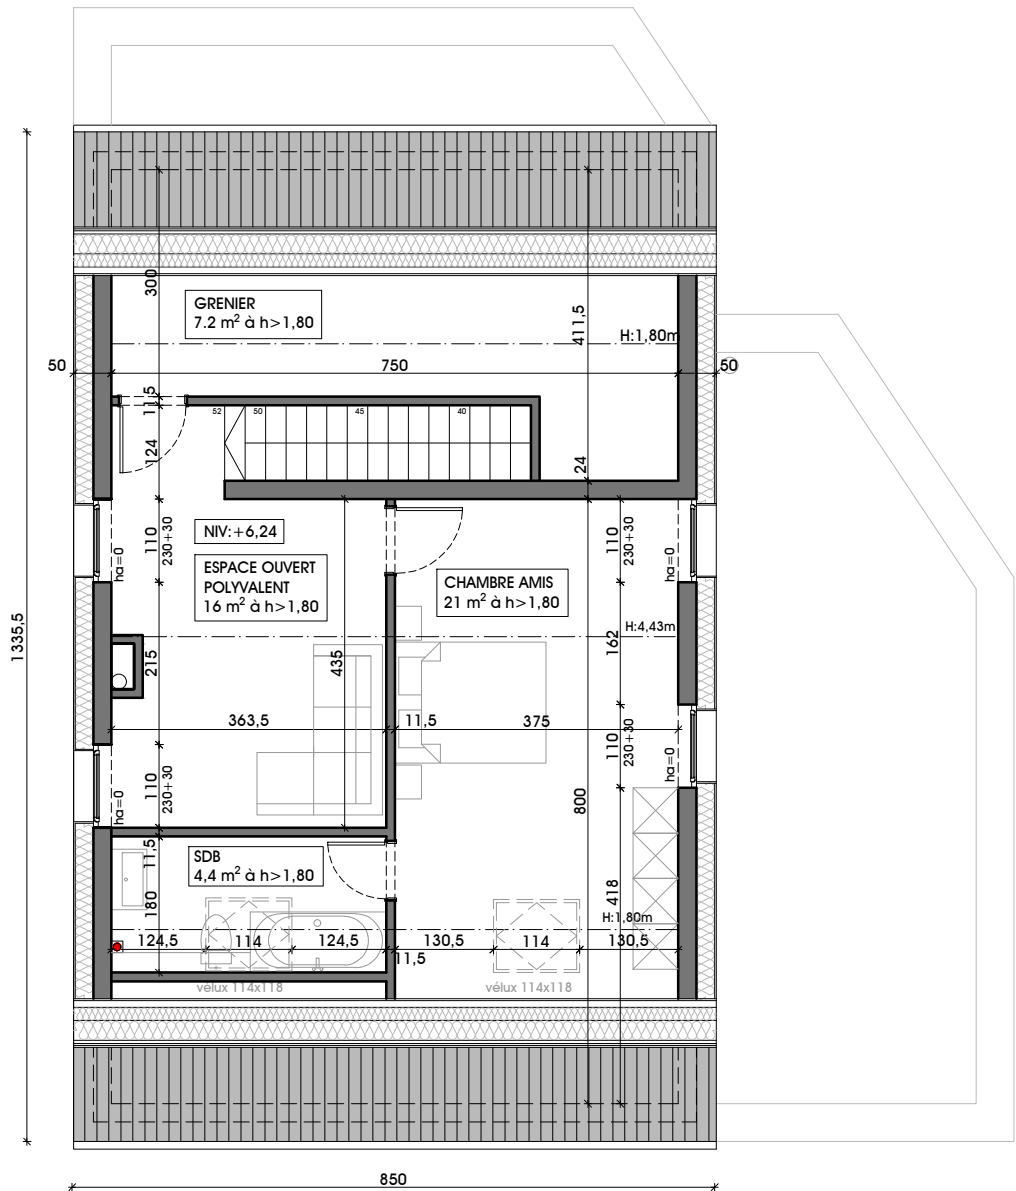 300
GRENIER
7.2 m² à h>1,80
411,5
H:1,80m
50
750
50
11,5
52
50
45
40
124
24
NIV:+6,24
110
230+30
ha=0
110
230+30
ESPACE OUVERT
POLYVALENT
16 m² à h>1,80
CHAMBRE AMIS
21 m² à h>1,80
H:4,43m
1335,5
215
435
162
363,5
11,5
375
110
230+30
ha=0
110
230+30
ha=0
800
11,5
SDB
4,4 m² à h>1,80
180
418
H:1,80m
124,5
114
124,5
130,5
114
130,5
11,5
vélux 114x118
vélux 114x118
850